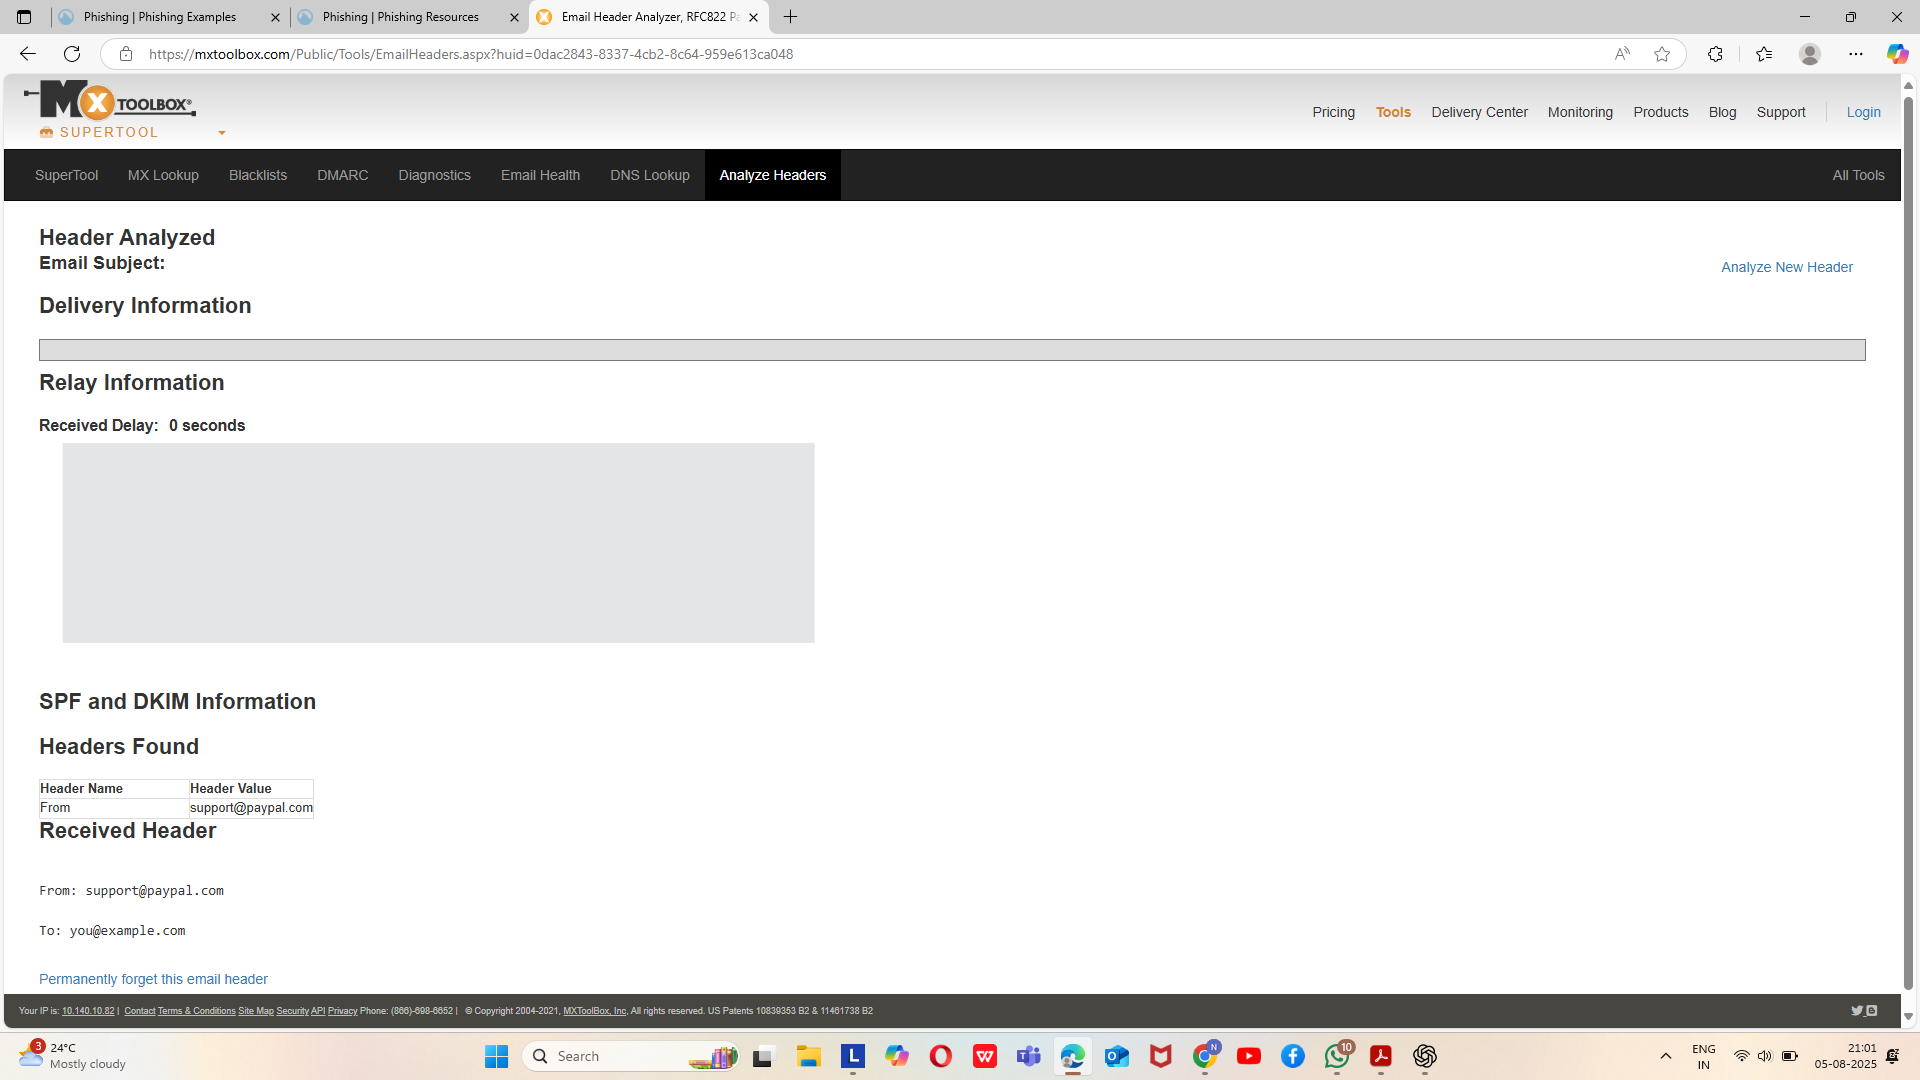 Phishing | Phishing Examples
Phishing | Phishing Resources
Email Header Analyzer, RFC822 Pa
https://mxtoolbox.com/Public/Tools/EmailHeaders.aspx?huid=0dac2843-8337-4cb2-8c64-959e613ca048
MX TOOLBOX®
SUPERTOOL
Pricing Tools Delivery Center Monitoring Products Blog Support Login
SuperTool MX Lookup Blacklists DMARC Diagnostics Email Health DNS Lookup Analyze Headers All Tools
Header Analyzed
Email Subject:
Analyze New Header
Delivery Information
Relay Information
Received Delay: 0 seconds
SPF and DKIM Information
Headers Found
Header Name Header Value
From support@paypal.com
Received Header
From: support@paypal.com
To: you@example.com
Permanently forget this email header
Your IP is: 10.140.10.82 | Contact Terms & Conditions Site Map Security API Privacy Phone: (866)-698-6652 | © Copyright 2004-2021, MXToolBox, Inc, All rights reserved. US Patents 10839353 B2 & 11461738 B2
3
24°C
Mostly cloudy
Search
L
W
N
10
ENG
IN
21:01
05-08-2025